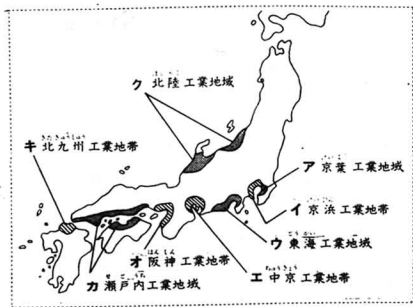 ク 北陸工業地域
キ 北九州工業地帯
ア 京葉工業地域
イ 京浜工業地帯
ウ 東海工業地域
オ 阪神工業地帯
エ 中京工業地帯
カ 瀬戸内工業地域